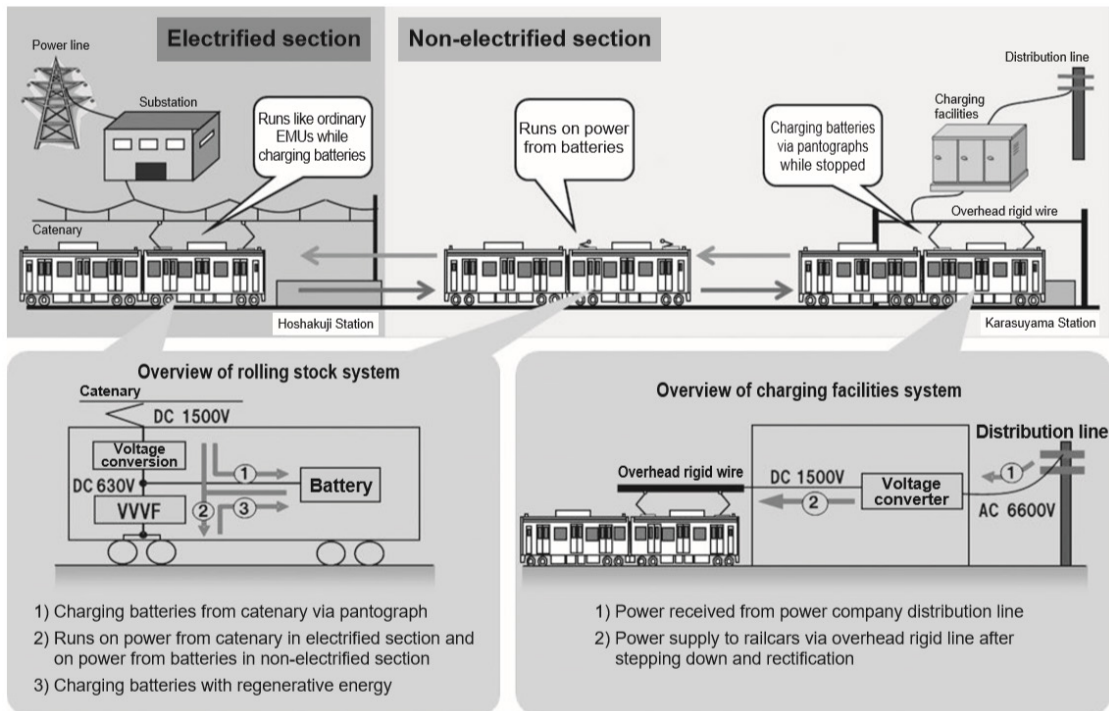 Electrified section
Non-electrified section
Power line
Substation
Runs like ordinary
EMUs while
charging batteries
Runs on power
from batteries
Charging batteries
via pantographs
while stopped
Distribution line
Charging
facilities
Catenary
Overhead rigid wire
Hoshakuji Station
Karasuyama Station
Overview of rolling stock system
Catenary
DC 1500V
Voltage
conversion
DC 630V
VVVF
Battery
1
2
3
1) Charging batteries from catenary via pantograph
2) Runs on power from catenary in electrified section and
on power from batteries in non-electrified section
3) Charging batteries with regenerative energy
Overview of charging facilities system
Distribution line
Overhead rigid wire
DC 1500V
Voltage
converter
1
2
AC 6600V
1) Power received from power company distribution line
2) Power supply to railcars via overhead rigid line after
stepping down and rectification